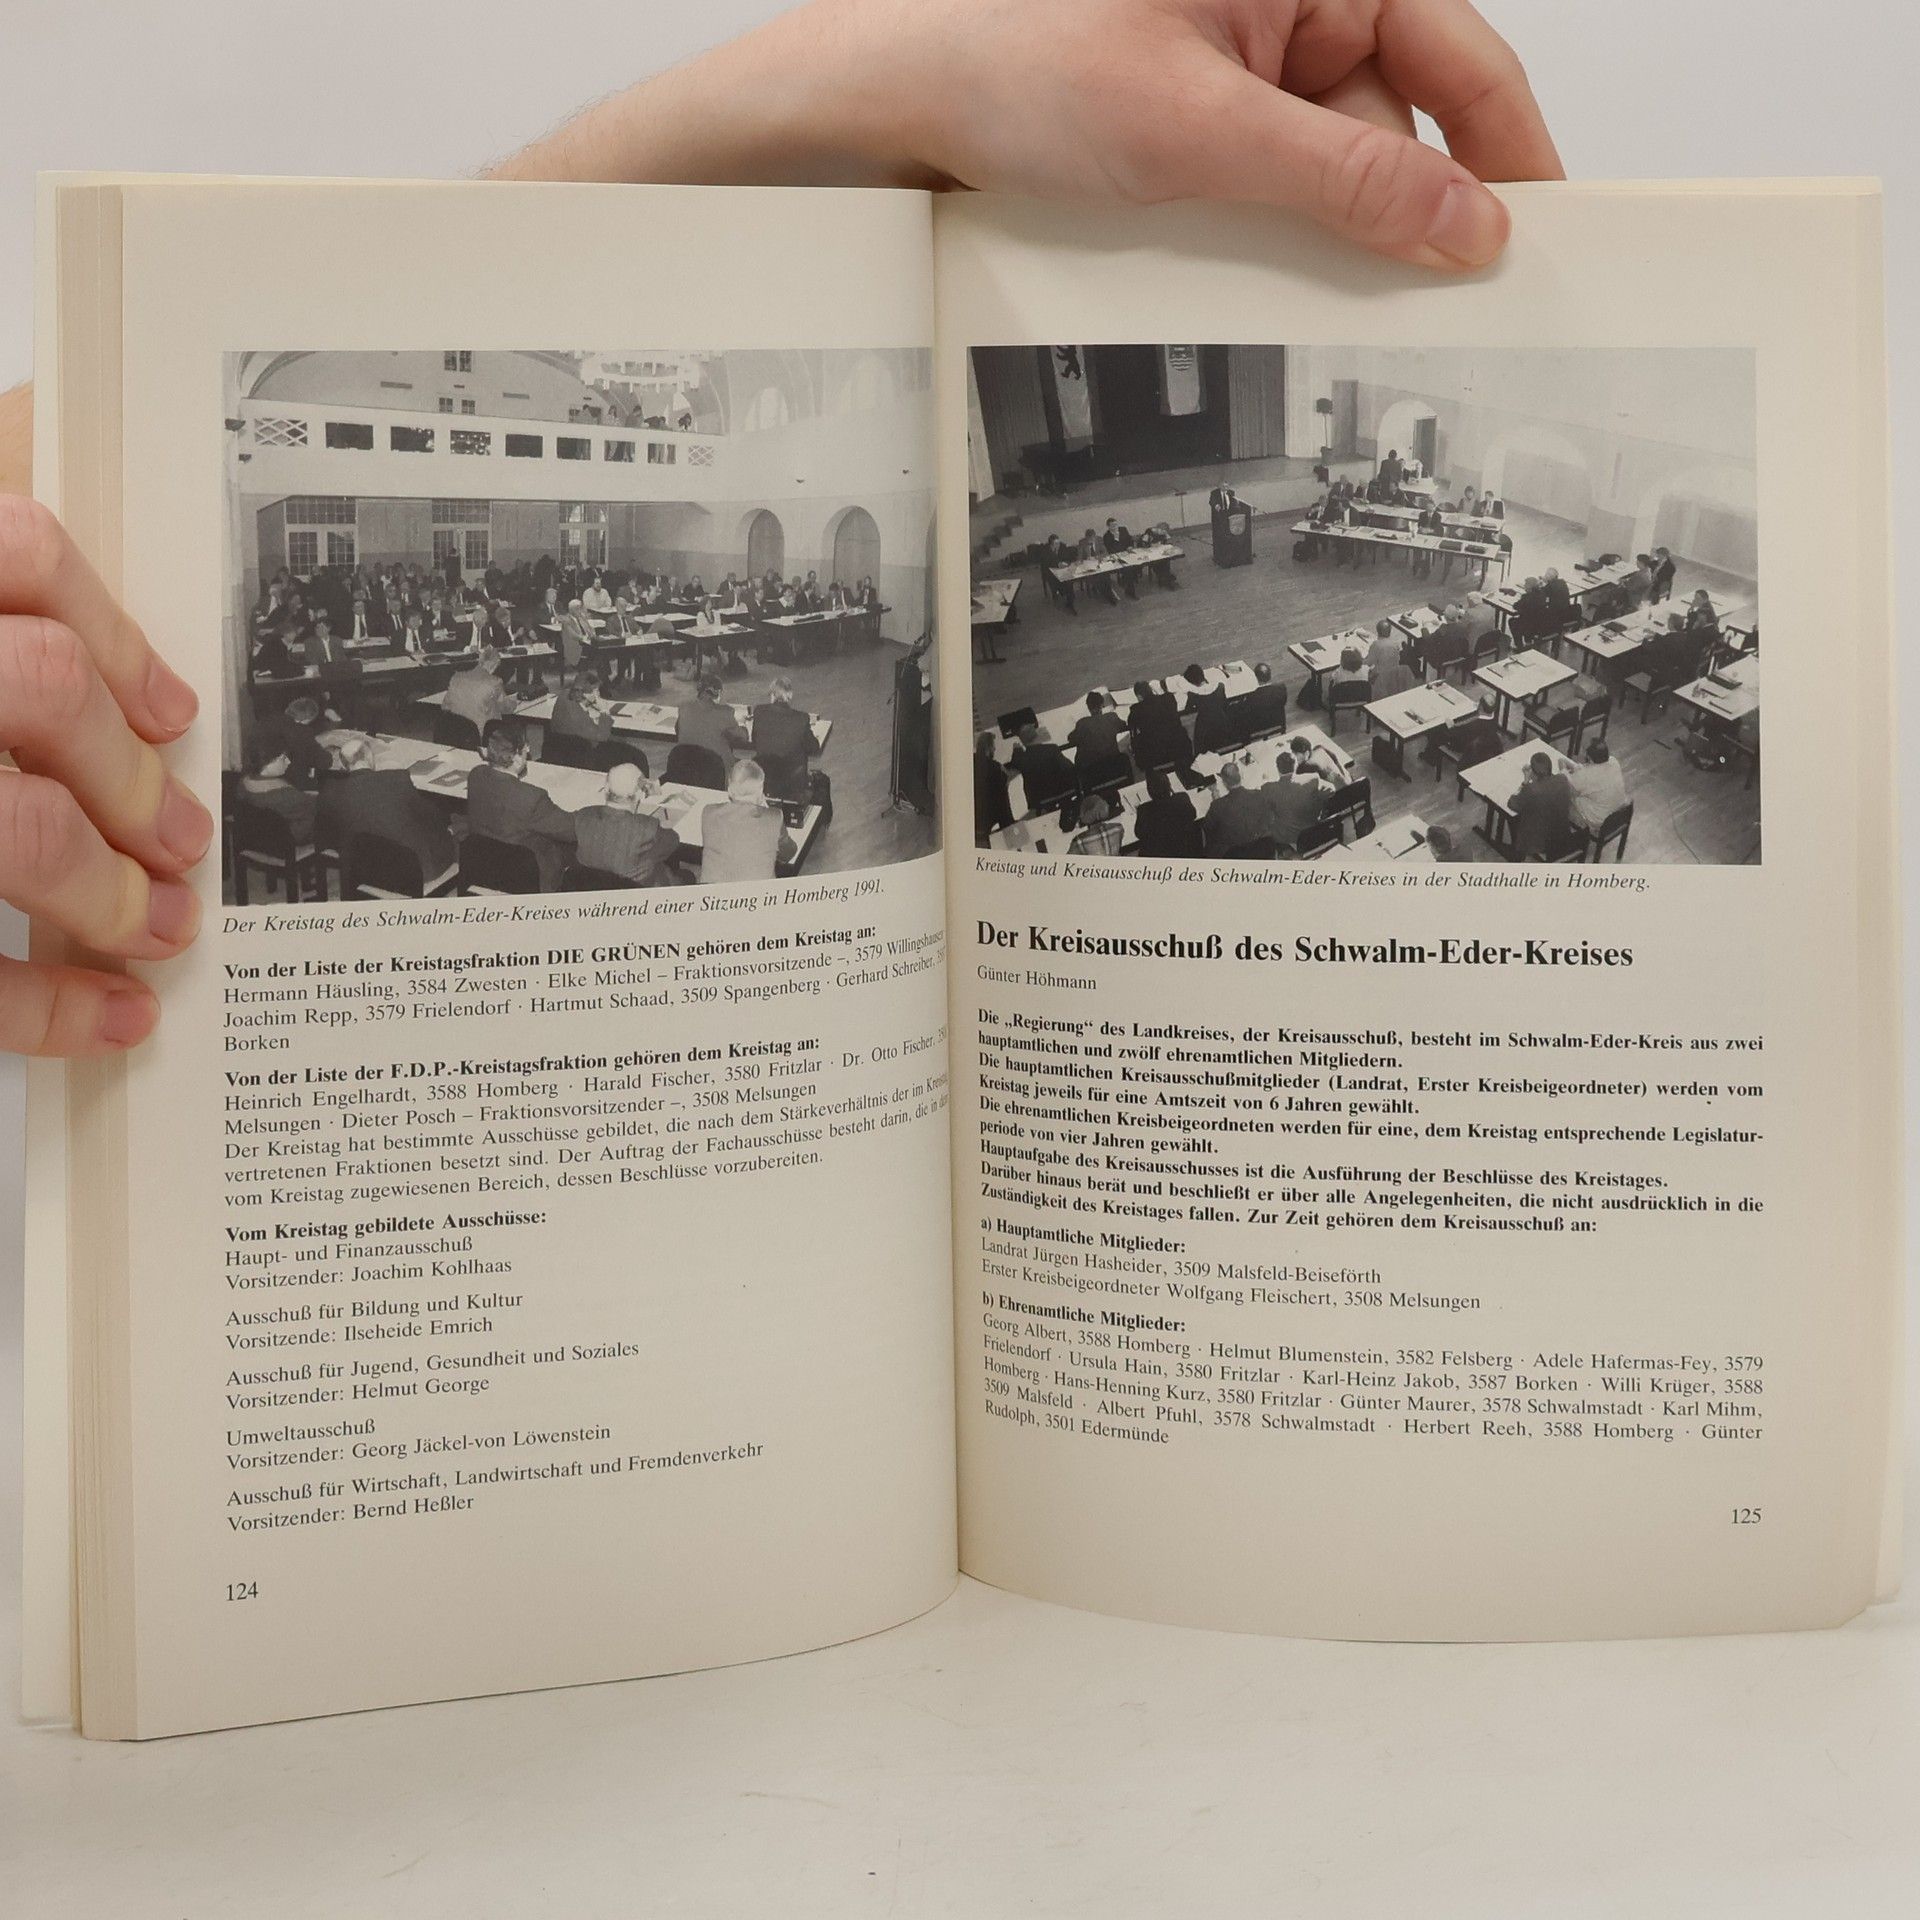 Der Kreistag des Schwalm-Eder-Kreises während einer Sitzung in Homberg 1991.
Von der Liste der Kreistagsfraktion DIE GRÜNEN gehören dem Kreistag an:
Hermann Häusling, 3584 Zwesten · Elke Michel – Fraktionsvorsitzende –, 3579 Willingshausen
Joachim Repp, 3579 Frielendorf · Hartmut Schaad, 3509 Spangenberg · Gerhard Schreiber,
Borken
Von der Liste der F.D.P.-Kreistagsfraktion gehören dem Kreistag an:
Heinrich Engelhardt, 3588 Homberg · Harald Fischer, 3580 Fritzlar · Dr. Otto Fischer,
Melsungen · Dieter Posch – Fraktionsvorsitzender –, 3508 Melsungen
Der Kreistag hat bestimmte Ausschüsse gebildet, die nach dem Stärkeverhältnis der im
vertretenen Fraktionen besetzt sind. Der Auftrag der Fachausschüsse besteht darin, die in
vom Kreistag zugewiesenen Bereich, dessen Beschlüsse vorzubereiten.
Vom Kreistag gebildete Ausschüsse:
Haupt- und Finanzausschuß
Vorsitzender: Joachim Kohlhaas
Ausschuß für Bildung und Kultur
Vorsitzende: Ilseheide Emrich
Ausschuß für Jugend, Gesundheit und Soziales
Vorsitzender: Helmut George
Umweltausschuß
Vorsitzender: Georg Jäckel-von Löwenstein
Ausschuß für Wirtschaft, Landwirtschaft und Fremdenverkehr
Vorsitzender: Bernd Heßler
124
Kreistag und Kreisausschuß des Schwalm-Eder-Kreises in der Stadthalle in Homberg.
Der Kreisausschuß des Schwalm-Eder-Kreises
Günter Höhmann
Die „Regierung“ des Landkreises, der Kreisausschuß, besteht im Schwalm-Eder-Kreis aus zwei
hauptamtlichen und zwölf ehrenamtlichen Mitgliedern.
Die hauptamtlichen Kreisausschußmitglieder (Landrat, Erster Kreisbeigeordneter) werden vom
Kreistag jeweils für eine Amtszeit von 6 Jahren gewählt.
Die ehrenamtlichen Kreisbeigeordneten werden für eine, dem Kreistag entsprechende Legislatur-
periode von vier Jahren gewählt.
Hauptaufgabe des Kreisausschusses ist die Ausführung der Beschlüsse des Kreistages.
Darüber hinaus berät und beschließt er über alle Angelegenheiten, die nicht ausdrücklich in die
Zuständigkeit des Kreistages fallen. Zur Zeit gehören dem Kreisausschuß an:
a) Hauptamtliche Mitglieder:
Landrat Jürgen Hasheider, 3509 Malsfeld-Beiseförth
Erster Kreisbeigeordneter Wolfgang Fleischert, 3508 Melsungen
b) Ehrenamtliche Mitglieder:
Georg Albert, 3588 Homberg · Helmut Blumenstein, 3582 Felsberg · Adele Hafermas-Fey, 3579
Frielendorf · Ursula Hain, 3580 Fritzlar · Karl-Heinz Jakob, 3587 Borken · Willi Krüger, 3588
Homberg · Hans-Henning Kurz, 3580 Fritzlar · Günter Maurer, 3578 Schwalmstadt · Karl Mihm,
3509 Malsfeld · Albert Pfuhl, 3578 Schwalmstadt · Herbert Reeh, 3588 Homberg · Günter
Rudolph, 3501 Edermünde
125